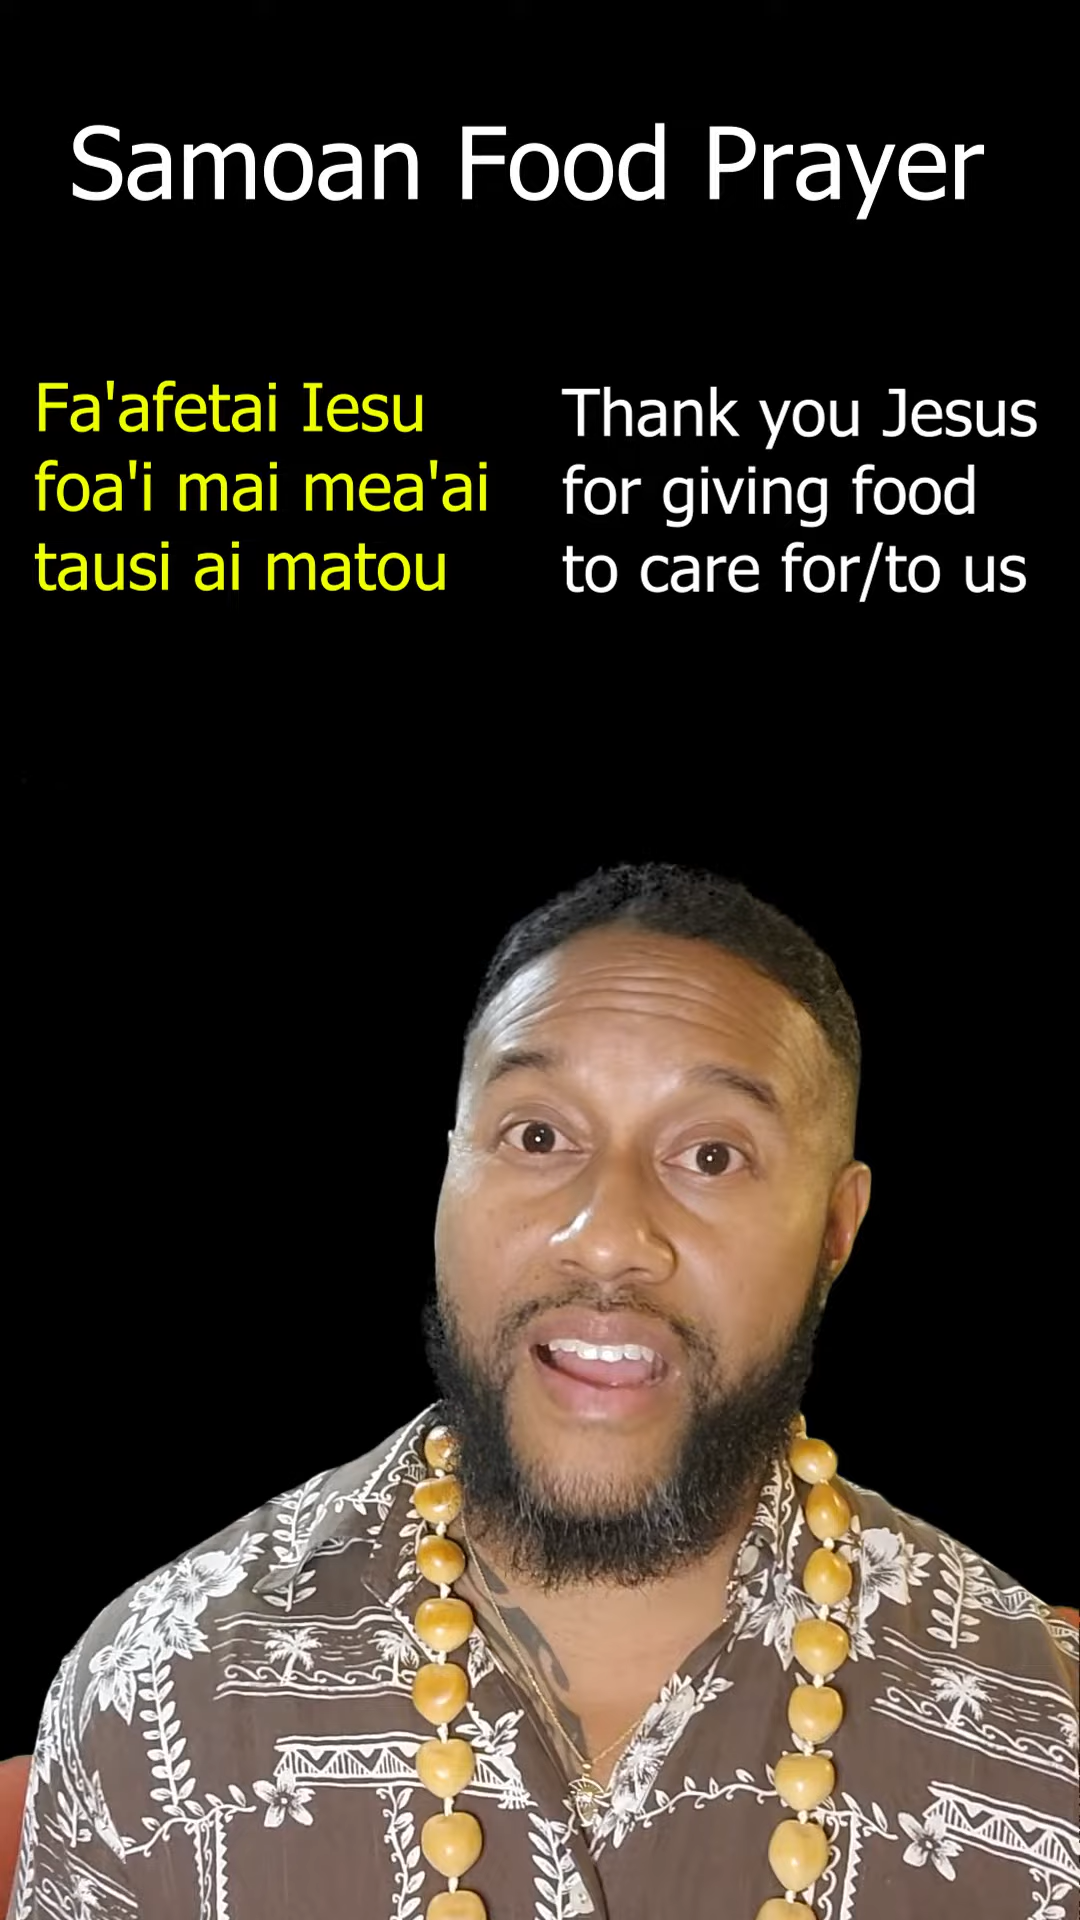 Samoan Food Prayer
Fa'afetai Iesu
foa'i mai mea'ai
tausi ai matou
Thank you Jesus
for giving food
to care for/to us